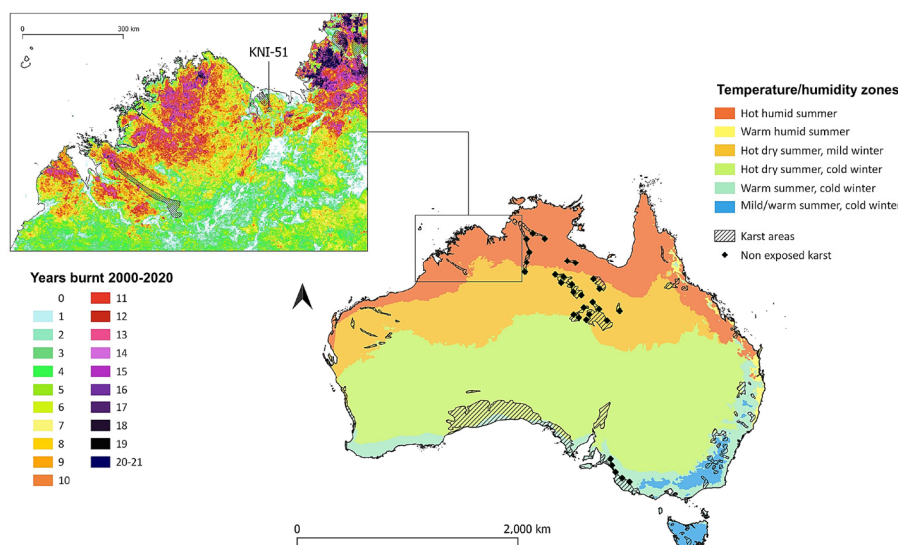 0
300 km
KNI-51
Temperature/humidity zones
Hot humid summer
Warm humid summer
Hot dry summer, mild winter
Hot dry summer, cold winter
Warm summer, cold winter
Mild/warm summer, cold winter
Karst areas
Non exposed karst
Years burnt 2000-2020
0
1
2
3
4
5
6
7
8
9
10
11
12
13
14
15
16
17
18
19
20-21
0
2,000 km